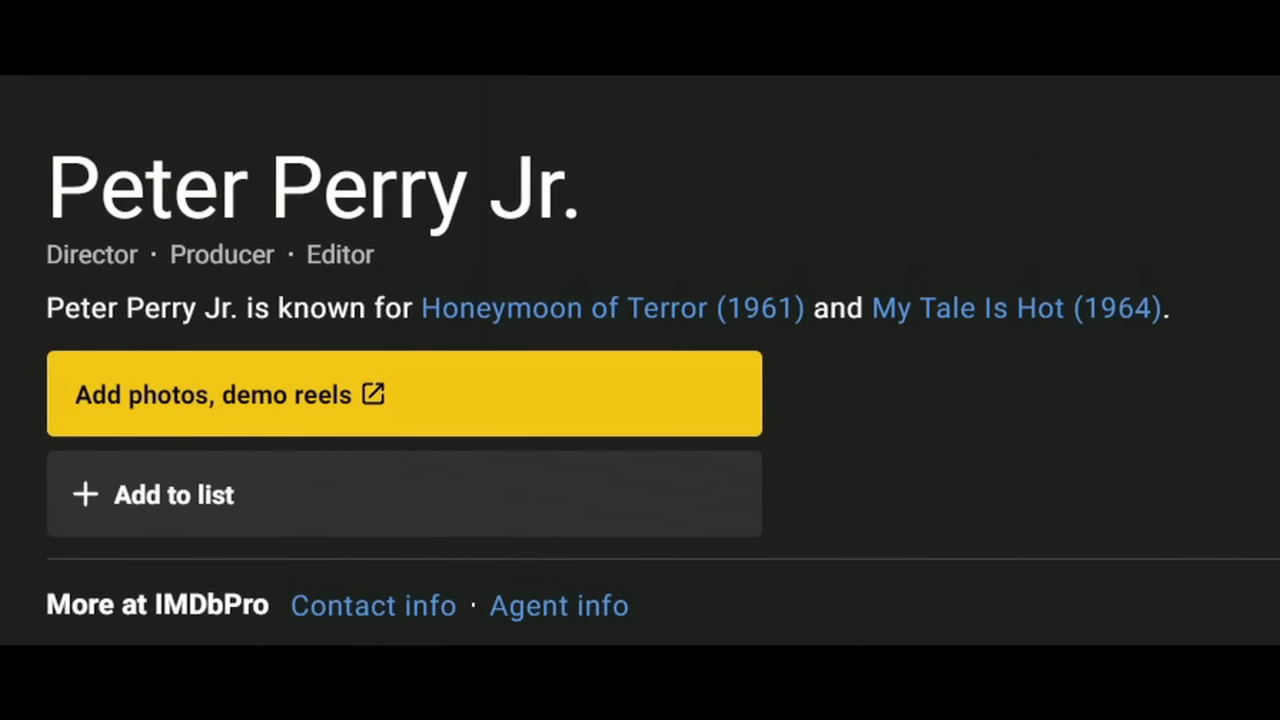 Peter Perry Jr.
Director · Producer · Editor
Peter Perry Jr. is known for Honeymoon of Terror (1961) and My Tale Is Hot (1964).
Add photos, demo reels
+ Add to list
More at IMDbPro Contact info · Agent info